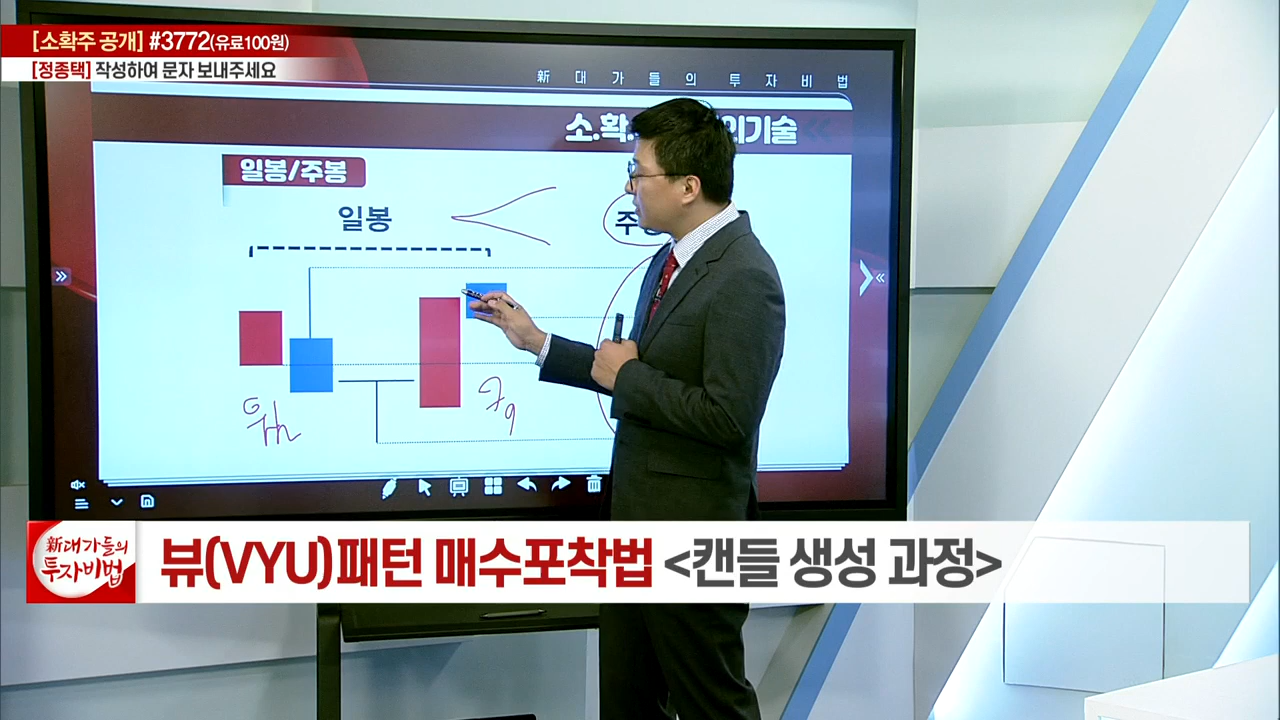 [소확주 공개] #3772(유료100원)
[정종택] 작성하여 문자 보내주세요
新 대가들의 투자비법
소.확. 의기술
일봉/주봉
일봉
주봉
新대가들의
투자비법
뷰(VYU)패턴 매수포착법 <캔들 생성 과정>